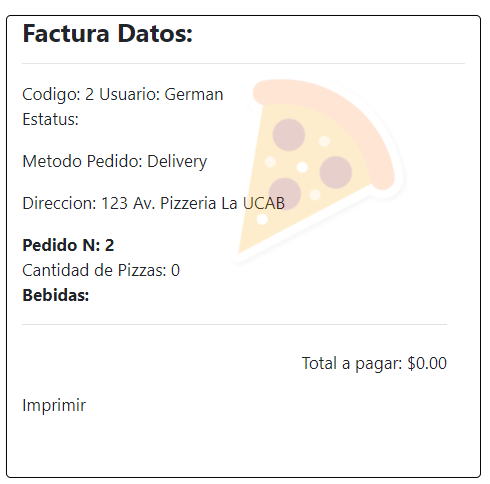 Factura Datos:
Codigo: 2 Usuario: German
Estatus:
Metodo Pedido: Delivery
Direccion: 123 Av. Pizzeria La UCAB
Pedido N: 2
Cantidad de Pizzas: 0
Bebidas:
Total a pagar: $0.00
Imprimir